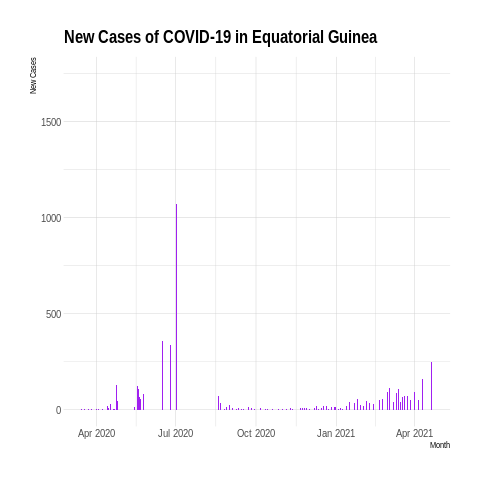 New Cases of COVID-19 in Equatorial Guinea
New Cases
1500
1000
500
0
Apr 2020 Jul 2020 Oct 2020 Jan 2021 Apr 2021
Month